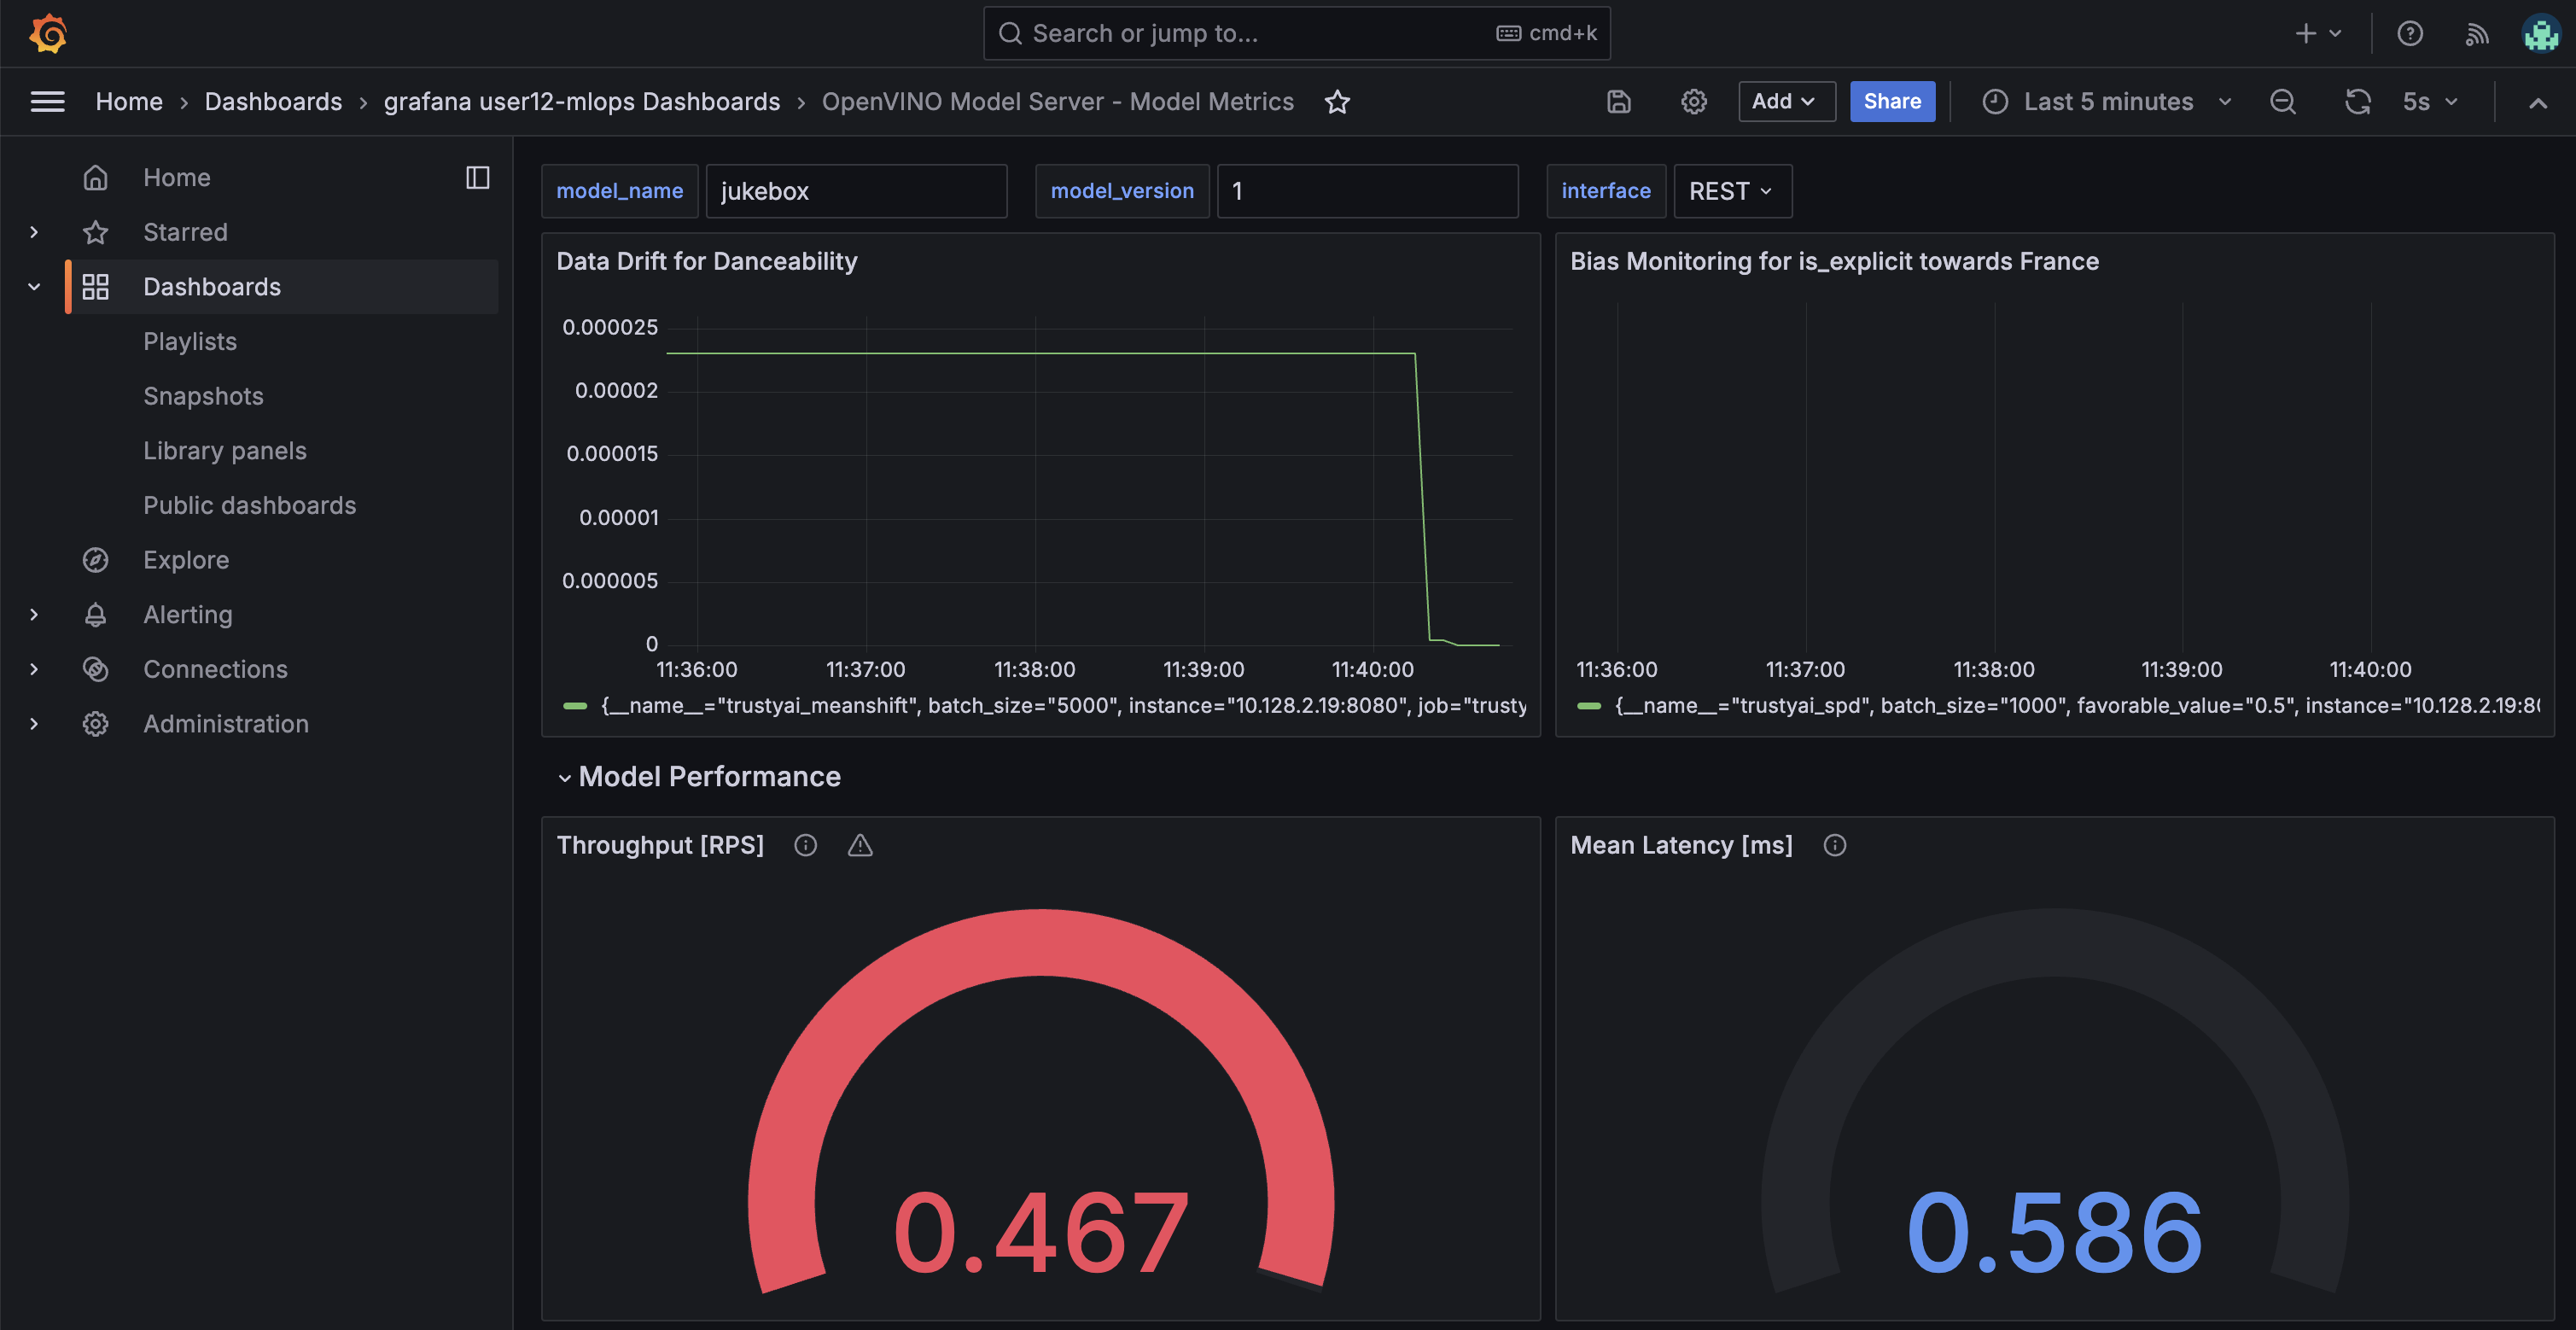 Search or jump to...
cmd+k
Home › Dashboards › grafana user12-mlops Dashboards › OpenVINO Model Server - Model Metrics
Add
Share
Last 5 minutes
5s
Home
Starred
Dashboards
Playlists
Snapshots
Library panels
Public dashboards
Explore
Alerting
Connections
Administration
model_name jukebox model_version 1 interface REST
Data Drift for Danceability
0.000025
0.00002
0.000015
0.00001
0.000005
0
11:36:00 11:37:00 11:38:00 11:39:00 11:40:00
{__name__="trustyai_meanshift", batch_size="5000", instance="10.128.2.19:8080", job="trusty
Bias Monitoring for is_explicit towards France
11:36:00 11:37:00 11:38:00 11:39:00 11:40:00
{__name__="trustyai_spd", batch_size="1000", favorable_value="0.5", instance="10.128.2.19:80
Model Performance
Throughput [RPS]
0.467
Mean Latency [ms]
0.586